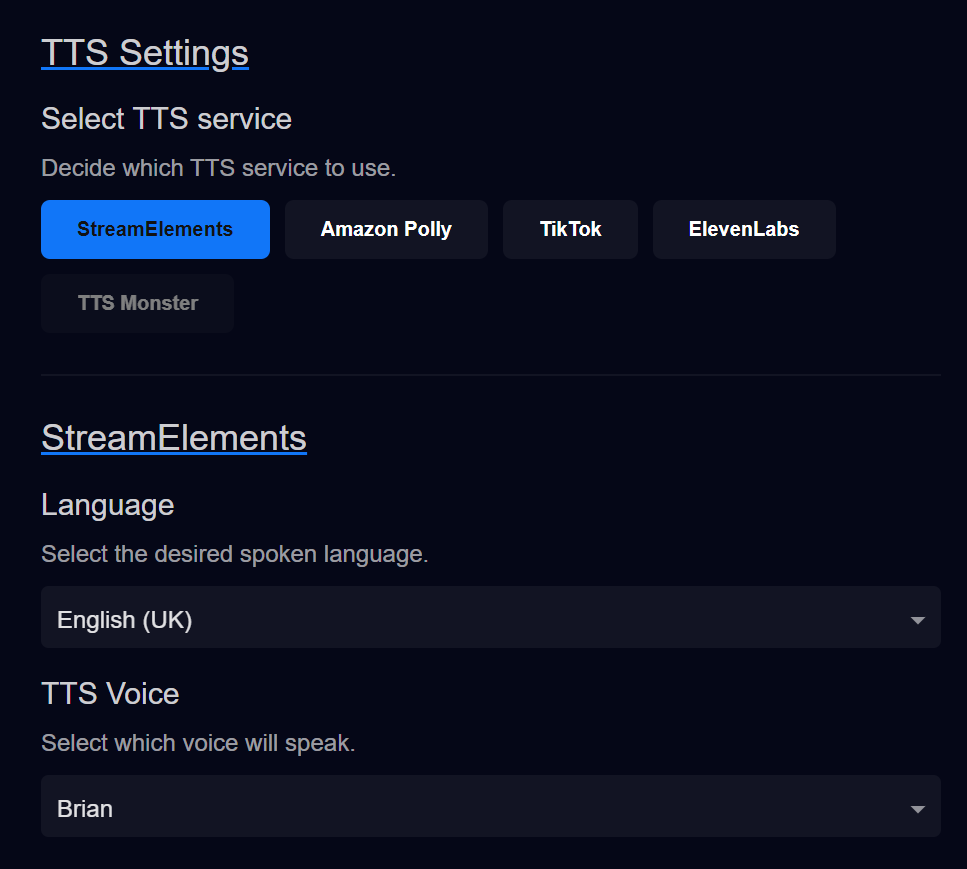 TTS Settings
Select TTS service
Decide which TTS service to use.
StreamElements Amazon Polly TikTok ElevenLabs
TTS Monster
StreamElements
Language
Select the desired spoken language.
English (UK)
TTS Voice
Select which voice will speak.
Brian